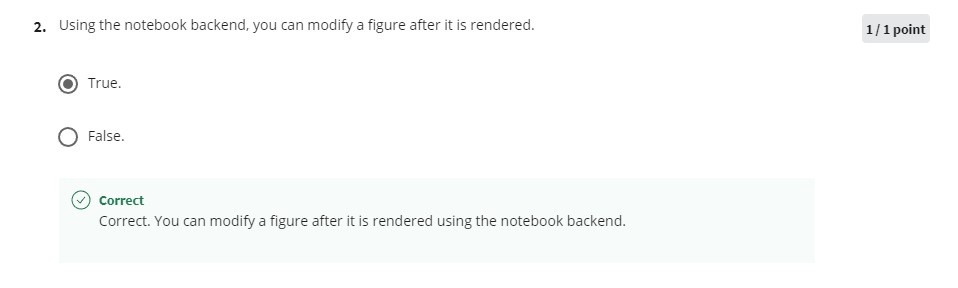 2. Using the notebook backend, you can modify a figure after it is rendered.
1 / 1 point
True.
False.
Correct
Correct. You can modify a figure after it is rendered using the notebook backend.